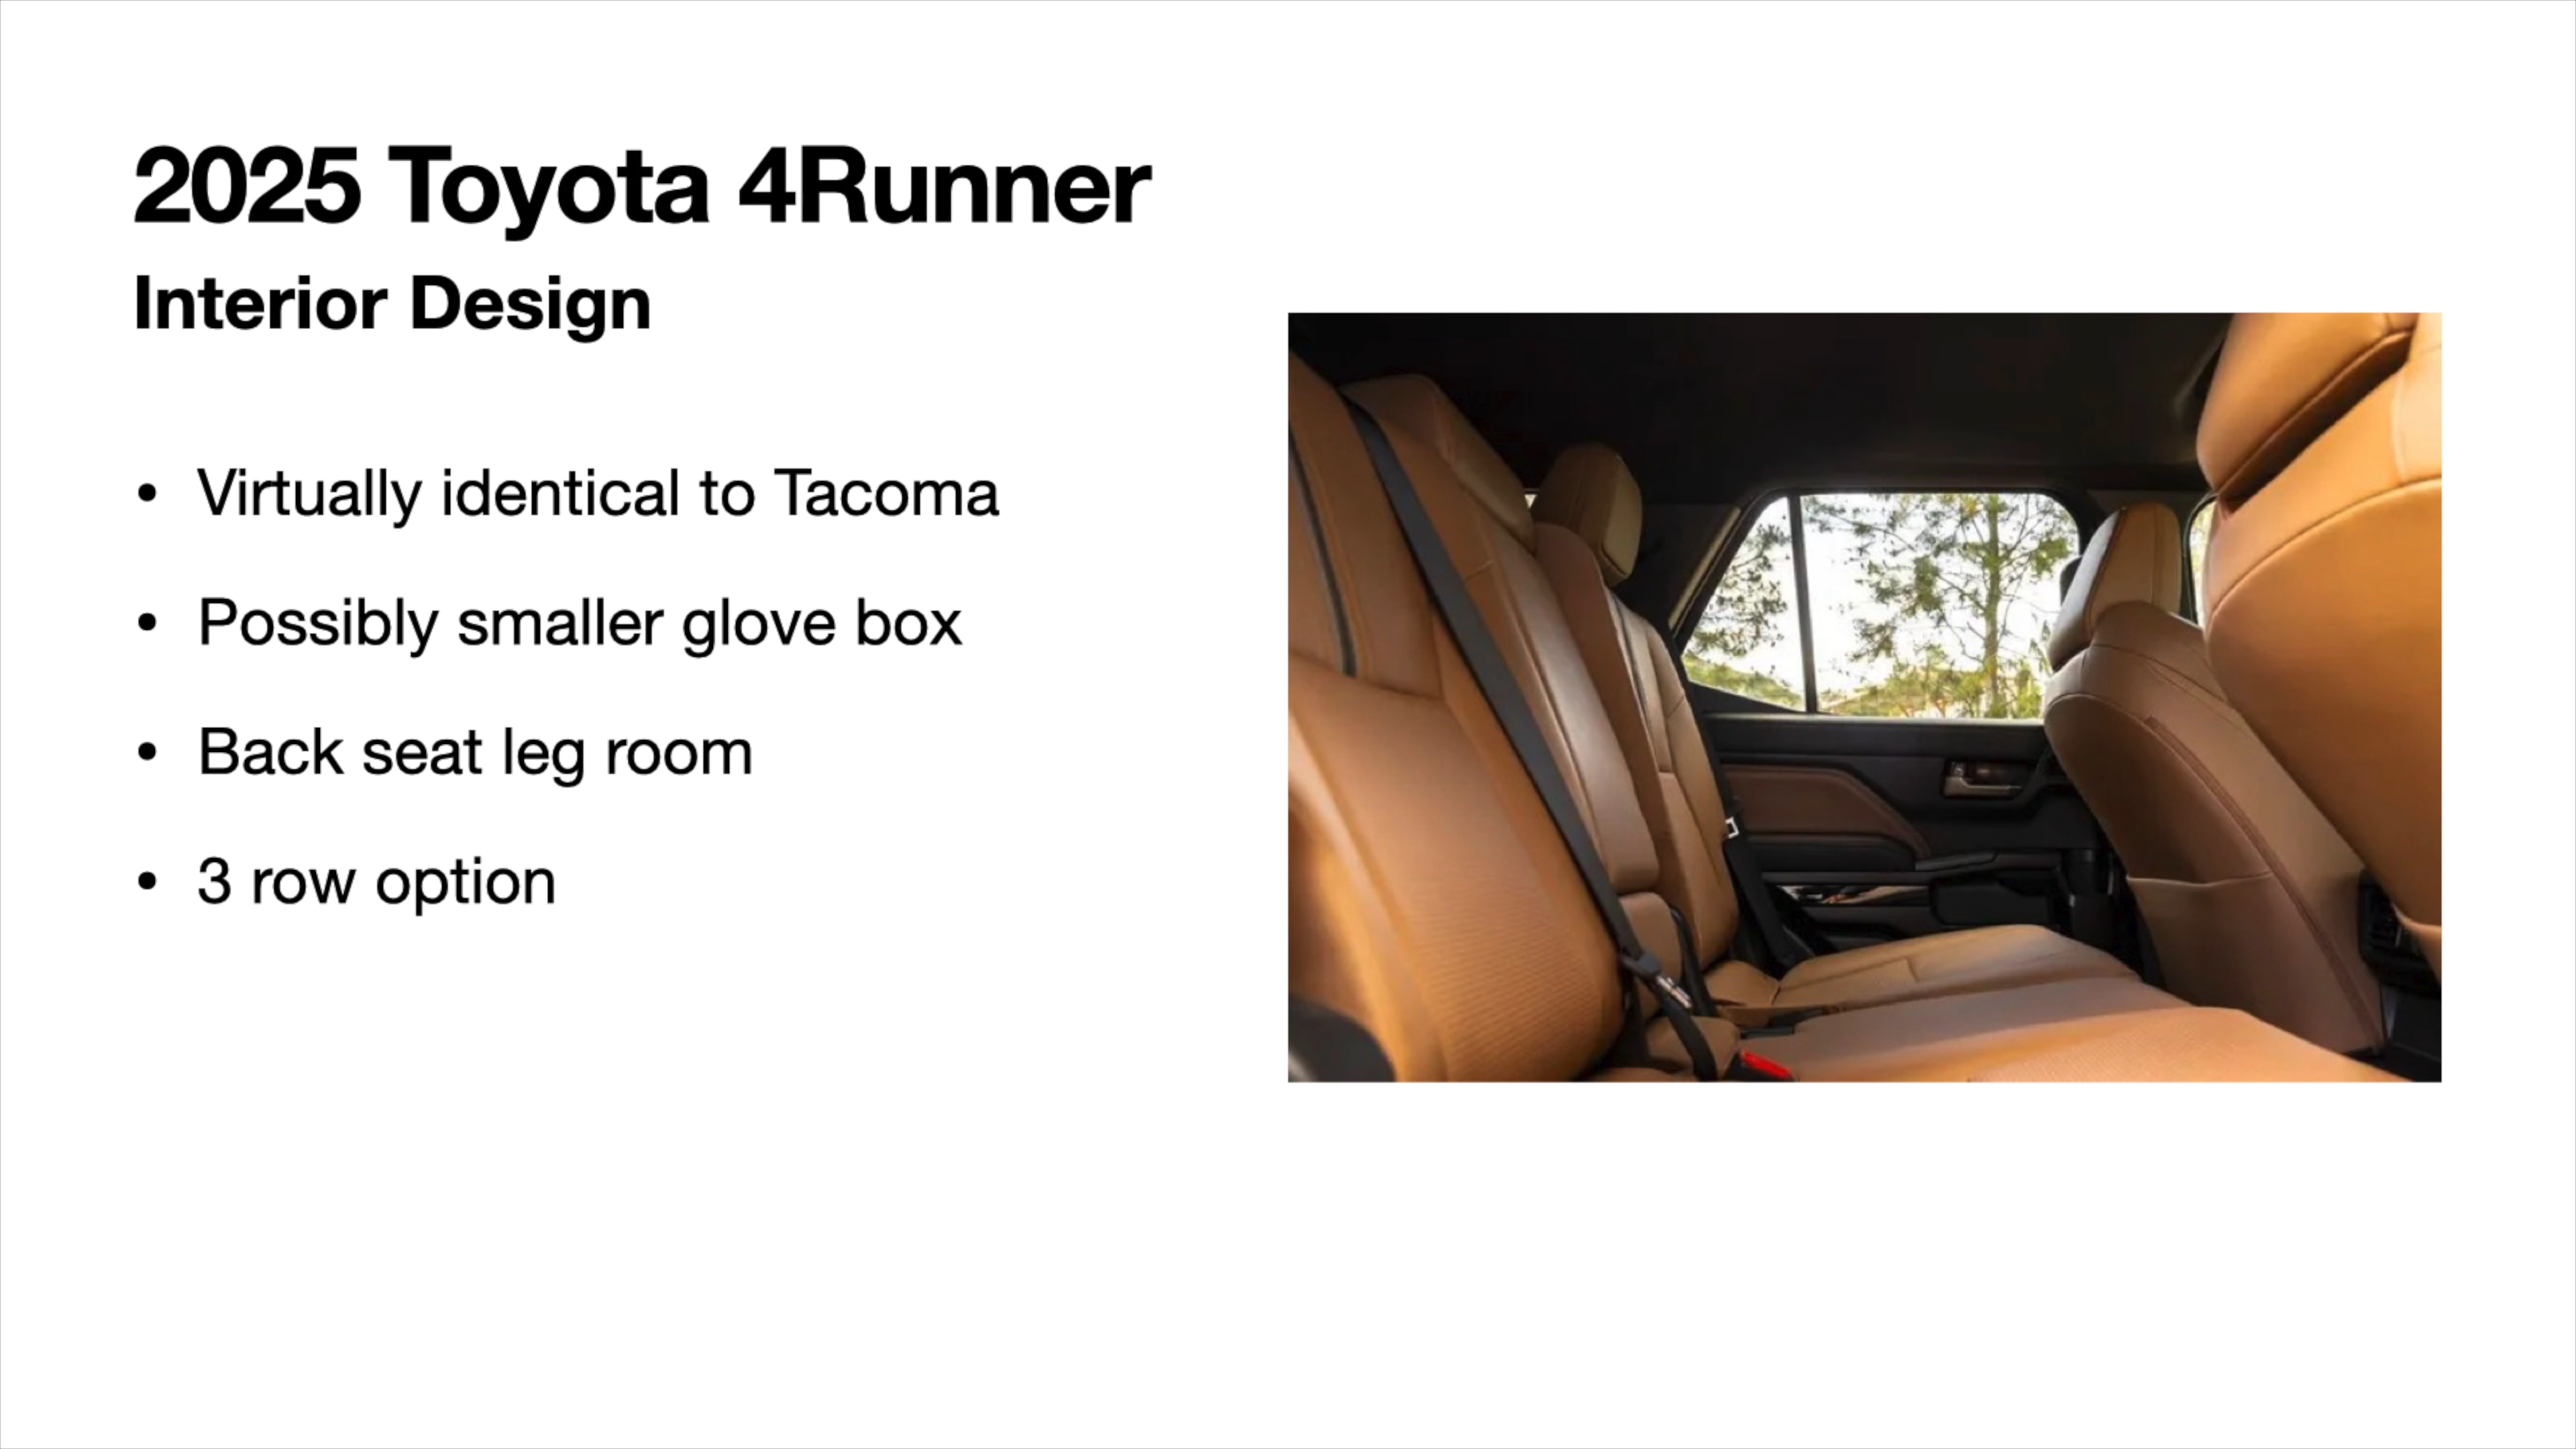 2025 Toyota 4Runner
Interior Design
• Virtually identical to Tacoma
• Possibly smaller glove box
• Back seat leg room
• 3 row option